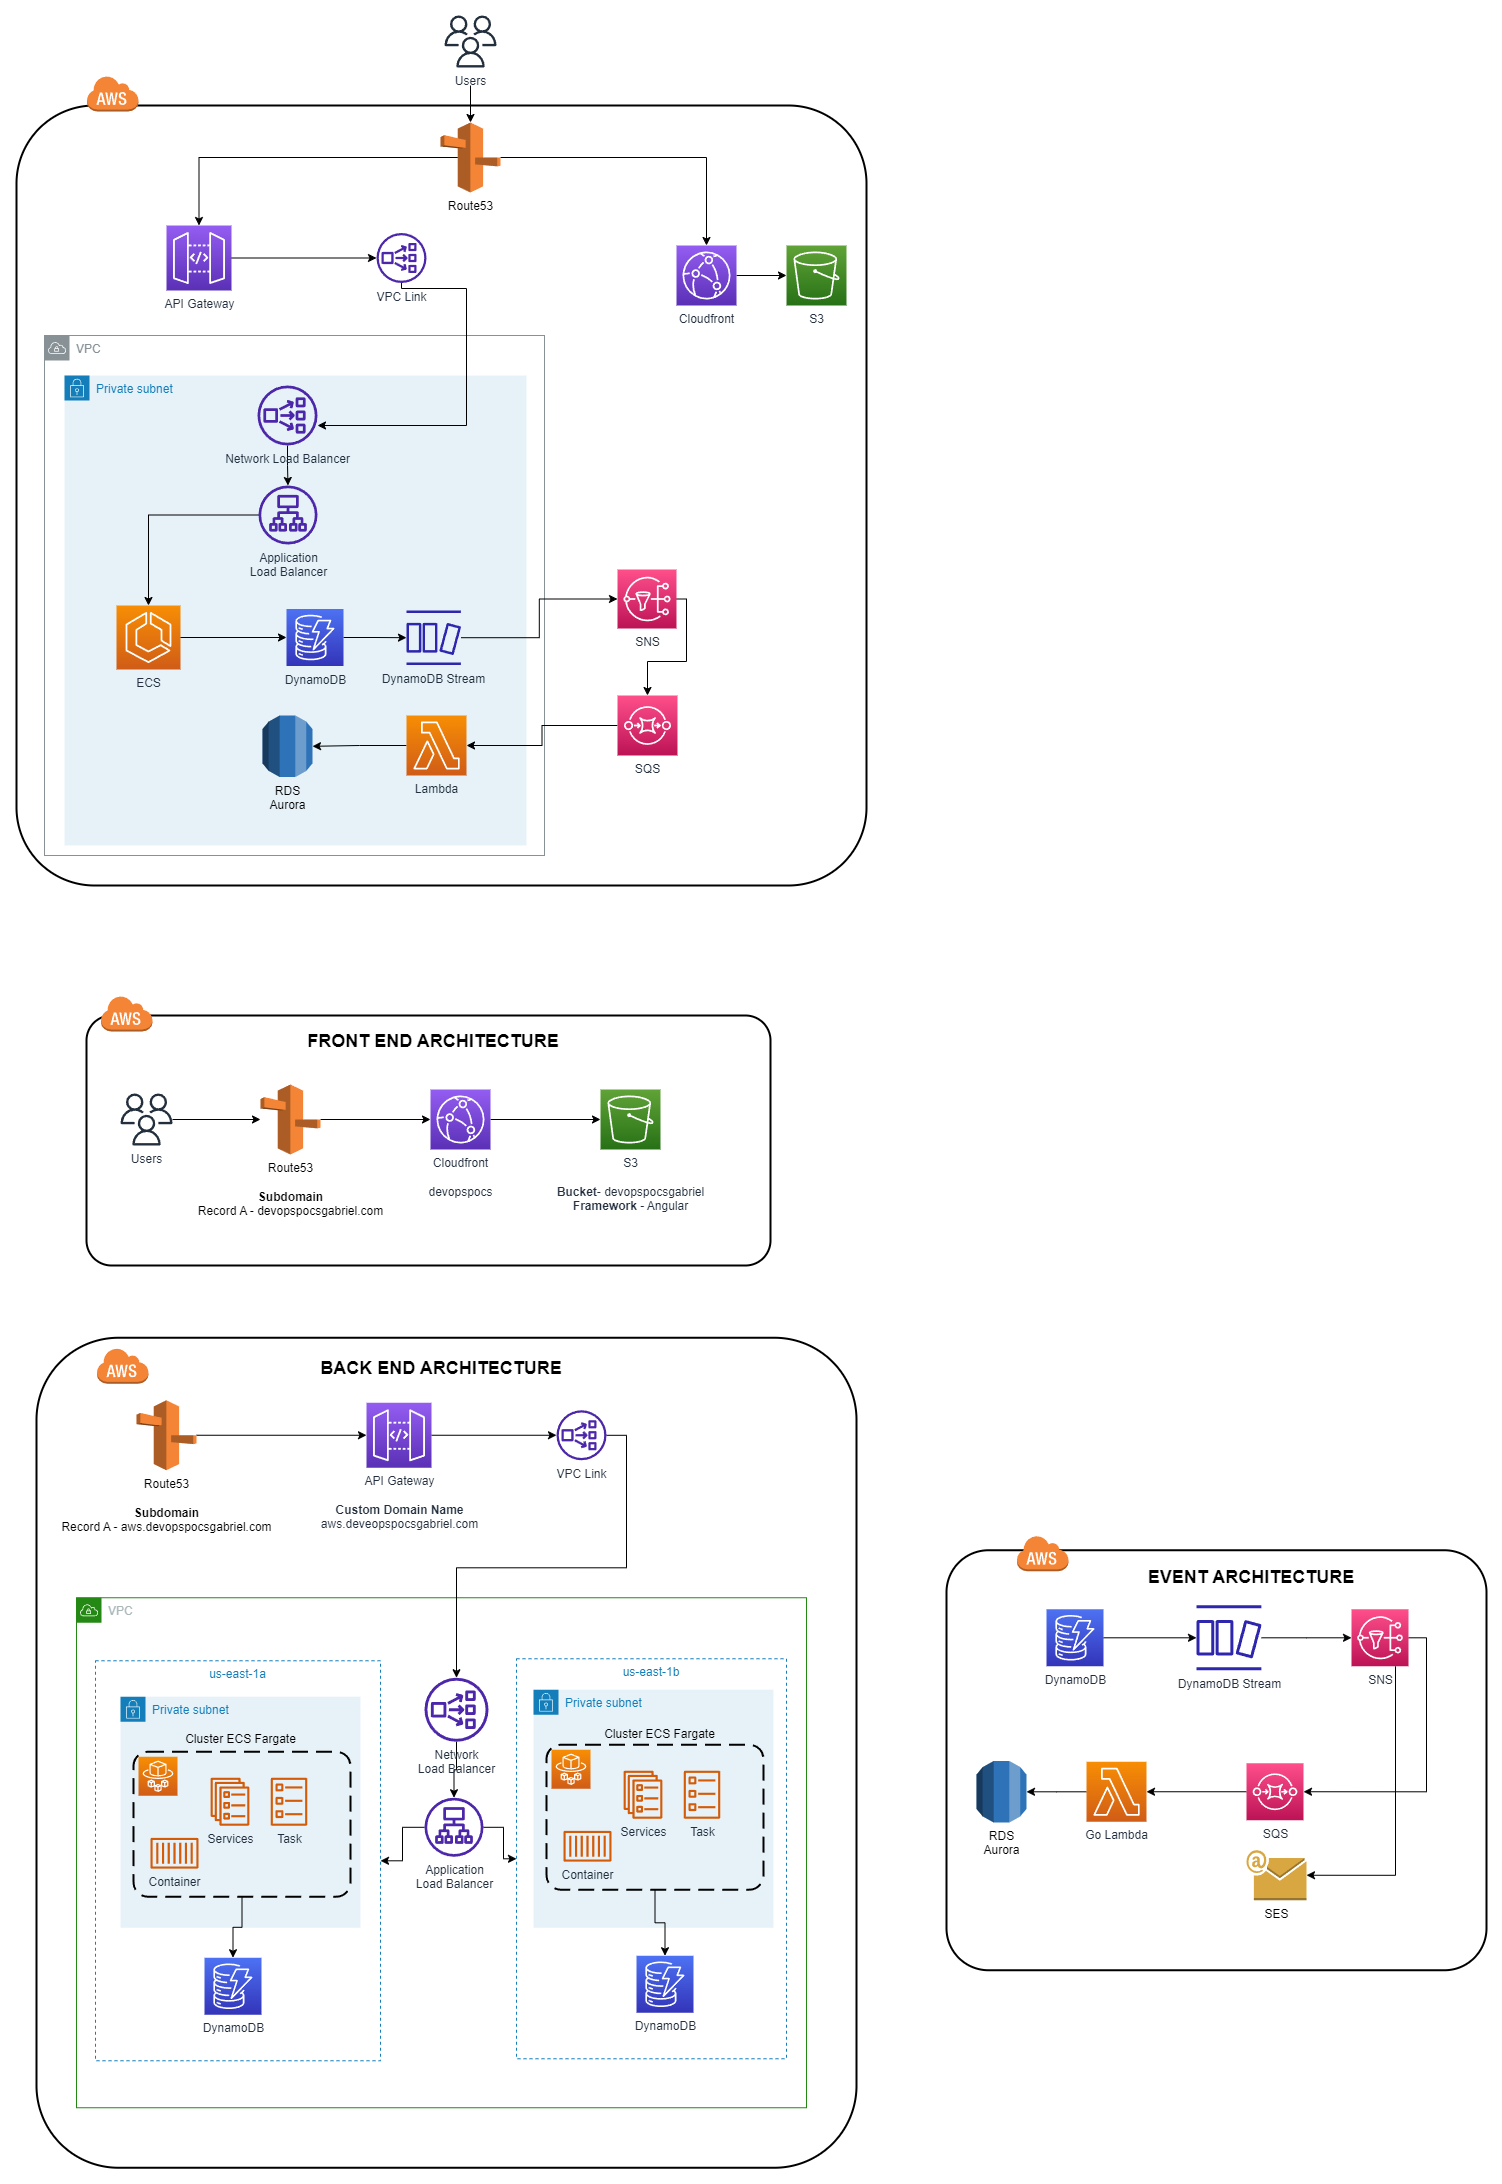 Users
AWS
Route53
API Gateway
VPC Link
Cloudfront
S3
VPC
Private subnet
Network Load Balancer
Application
Load Balancer
ECS
DynamoDB
DynamoDB Stream
SNS
SQS
RDS
Aurora
Lambda
AWS
FRONT END ARCHITECTURE
Users
Route53
Subdomain
Record A - devopspocsgabriel.com
Cloudfront
devopspocs
S3
Bucket- devopspocsgabriel
Framework - Angular
AWS
BACK END ARCHITECTURE
Route53
Subdomain
Record A - aws.devopspocsgabriel.com
API Gateway
Custom Domain Name
aws.deveopspocsgabriel.com
VPC Link
VPC
us-east-1a
Private subnet
Cluster ECS Fargate
Services
Task
Container
DynamoDB
Network
Load Balancer
Application
Load Balancer
us-east-1b
Private subnet
Cluster ECS Fargate
Services
Task
Container
DynamoDB
AWS
EVENT ARCHITECTURE
DynamoDB
DynamoDB Stream
SNS
RDS
Aurora
Go Lambda
SQS
@
SES